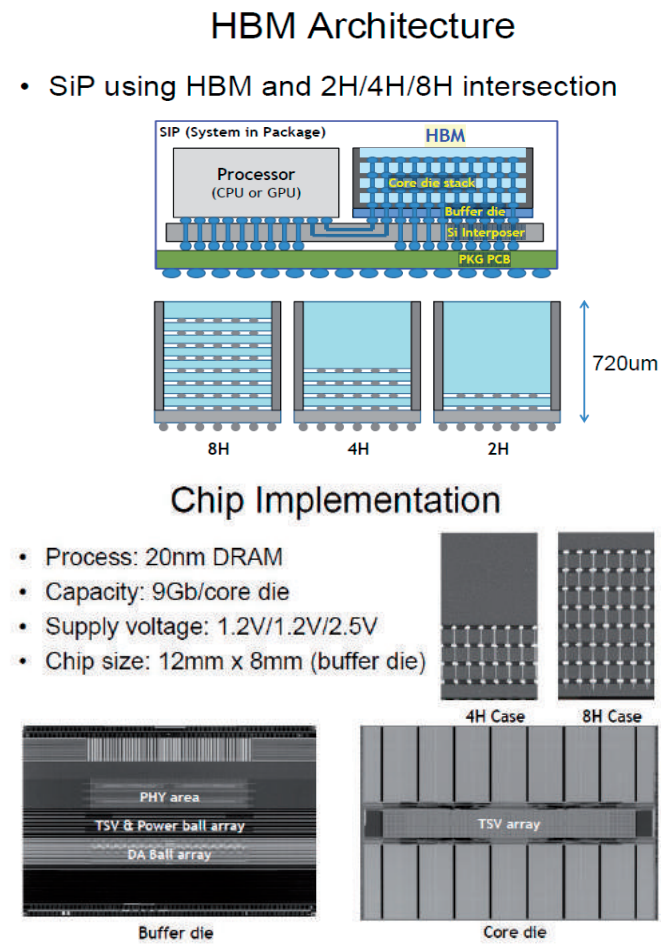 HBM Architecture
• SiP using HBM and 2H/4H/8H intersection
SIP (System in Package)
HBM
Processor
(CPU or GPU)
Core die stack
Buffer die
Si Interposer
PKG PCB
720um
8H
4H
2H
Chip Implementation
• Process: 20nm DRAM
• Capacity: 9Gb/core die
• Supply voltage: 1.2V/1.2V/2.5V
• Chip size: 12mm x 8mm (buffer die)
4H Case
8H Case
PHY area
TSV & Power ball array
DA Ball array
TSV array
Buffer die
Core die